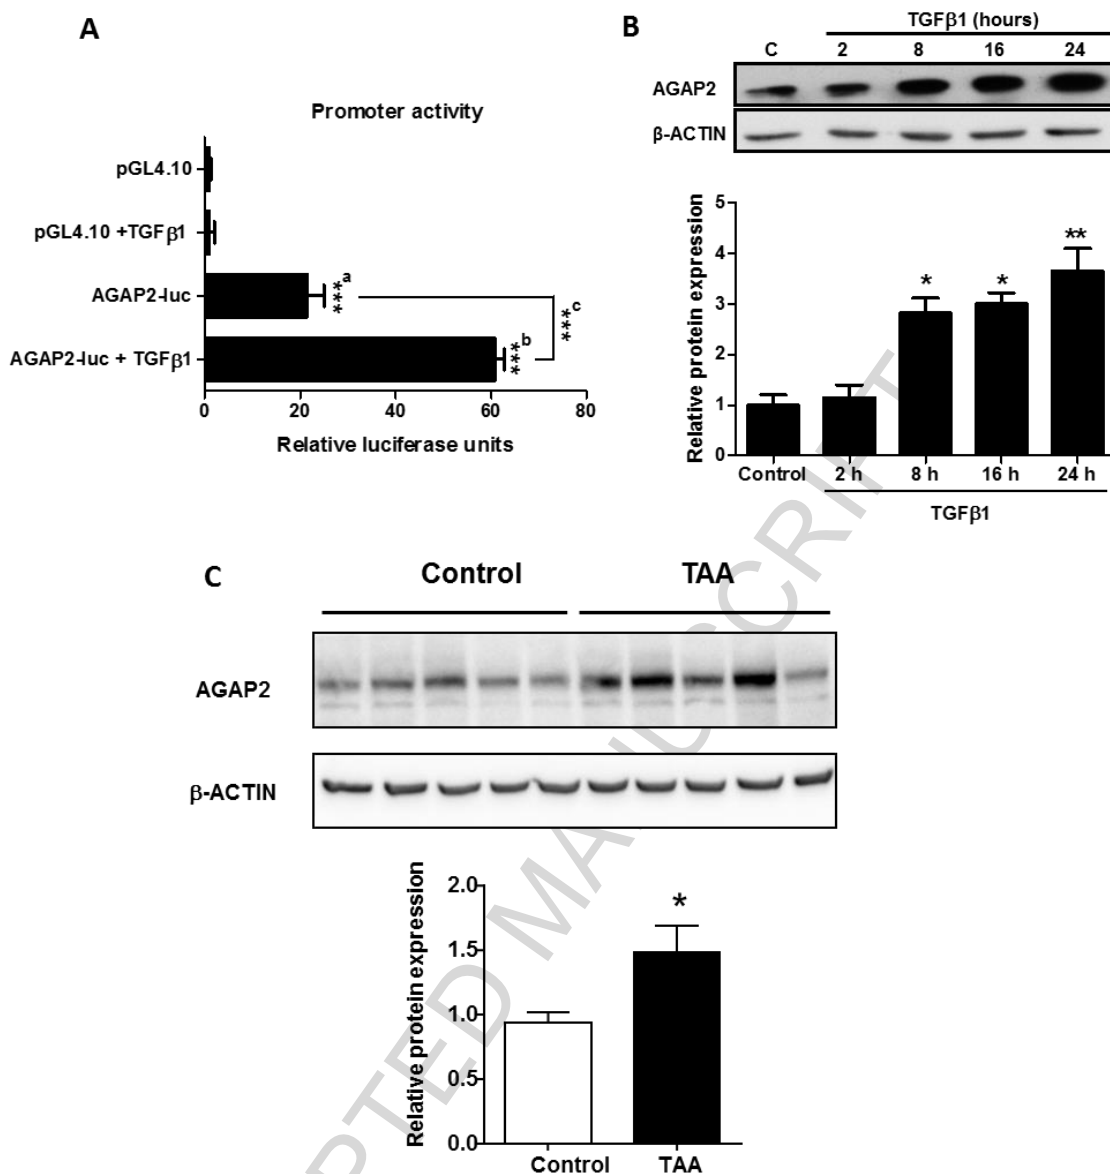 A
Promoter activity
pGL4.10
pGL4.10 +TGFβ1
AGAP2-luc
AGAP2-luc + TGFβ1
***a
***b
***c
0 20 40 60 80
Relative luciferase units
B
TGFβ1 (hours)
C 2 8 16 24
AGAP2
β-ACTIN
Relative protein expression
5
4
3
2
1
0
* * **
Control 2 h 8 h 16 h 24 h
TGFβ1
C
Control TAA
AGAP2
β-ACTIN
Relative protein expression
2.0
1.5
1.0
0.5
0.0
*
Control TAA
PTED MANUSCRIPT